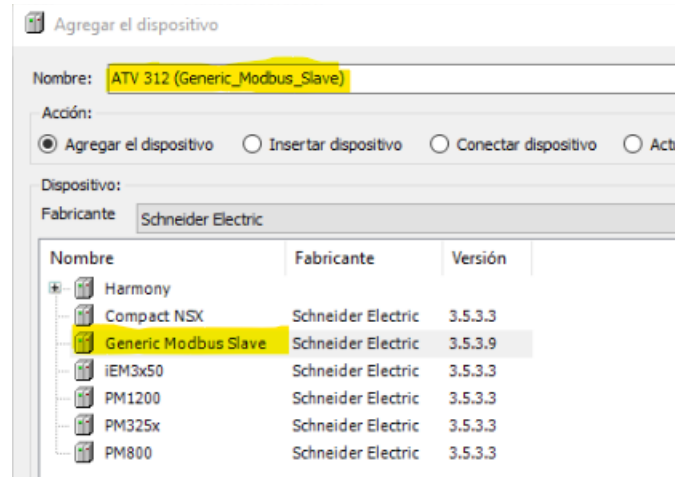 Agregar el dispositivo
Nombre: ATV 312 (Generic_Modbus_Slave)
Acción:
Agregar el dispositivo Insertar dispositivo Conectar dispositivo
Dispositivo:
Fabricante Schneider Electric
Nombre Fabricante Versión
Harmony
Compact NSX Schneider Electric 3.5.3.3
Generic Modbus Slave Schneider Electric 3.5.3.9
iEM3x50 Schneider Electric 3.5.3.3
PM1200 Schneider Electric 3.5.3.3
PM325x Schneider Electric 3.5.3.3
PM800 Schneider Electric 3.5.3.3